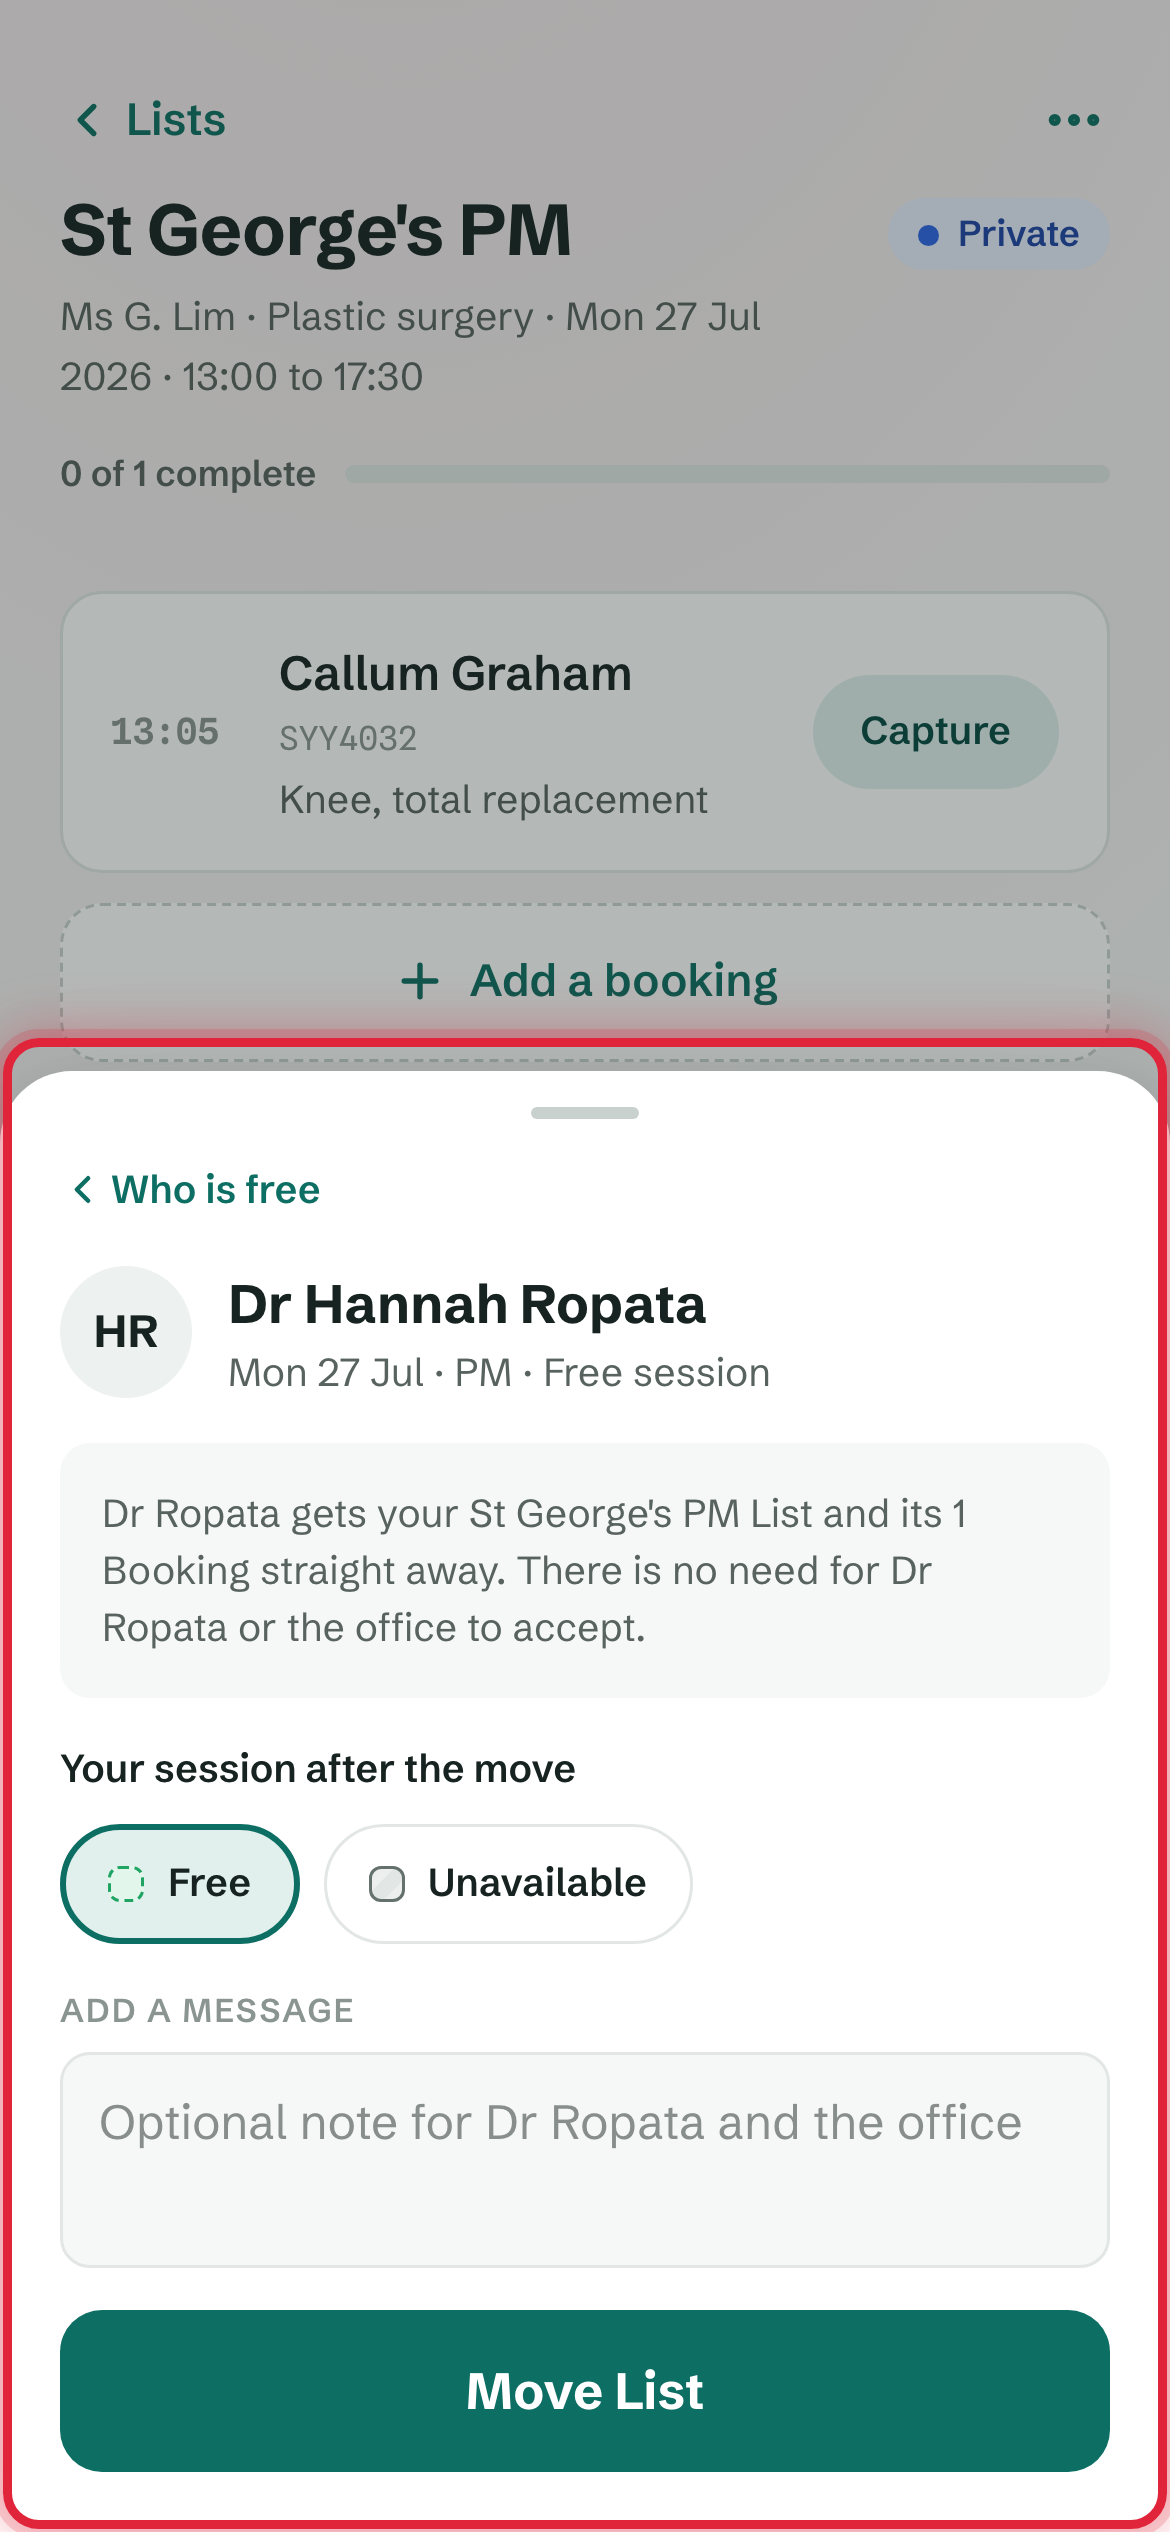 Lists
St George's PM
Private
Ms G. Lim · Plastic surgery · Mon 27 Jul
2026 · 13:00 to 17:30
0 of 1 complete
13:05
Callum Graham
SYY4032
Knee, total replacement
Capture
+ Add a booking
Who is free
HR
Dr Hannah Ropata
Mon 27 Jul · PM · Free session
Dr Ropata gets your St George's PM List and its 1
Booking straight away. There is no need for Dr
Ropata or the office to accept.
Your session after the move
Free
Unavailable
ADD A MESSAGE
Optional note for Dr Ropata and the office
Move List